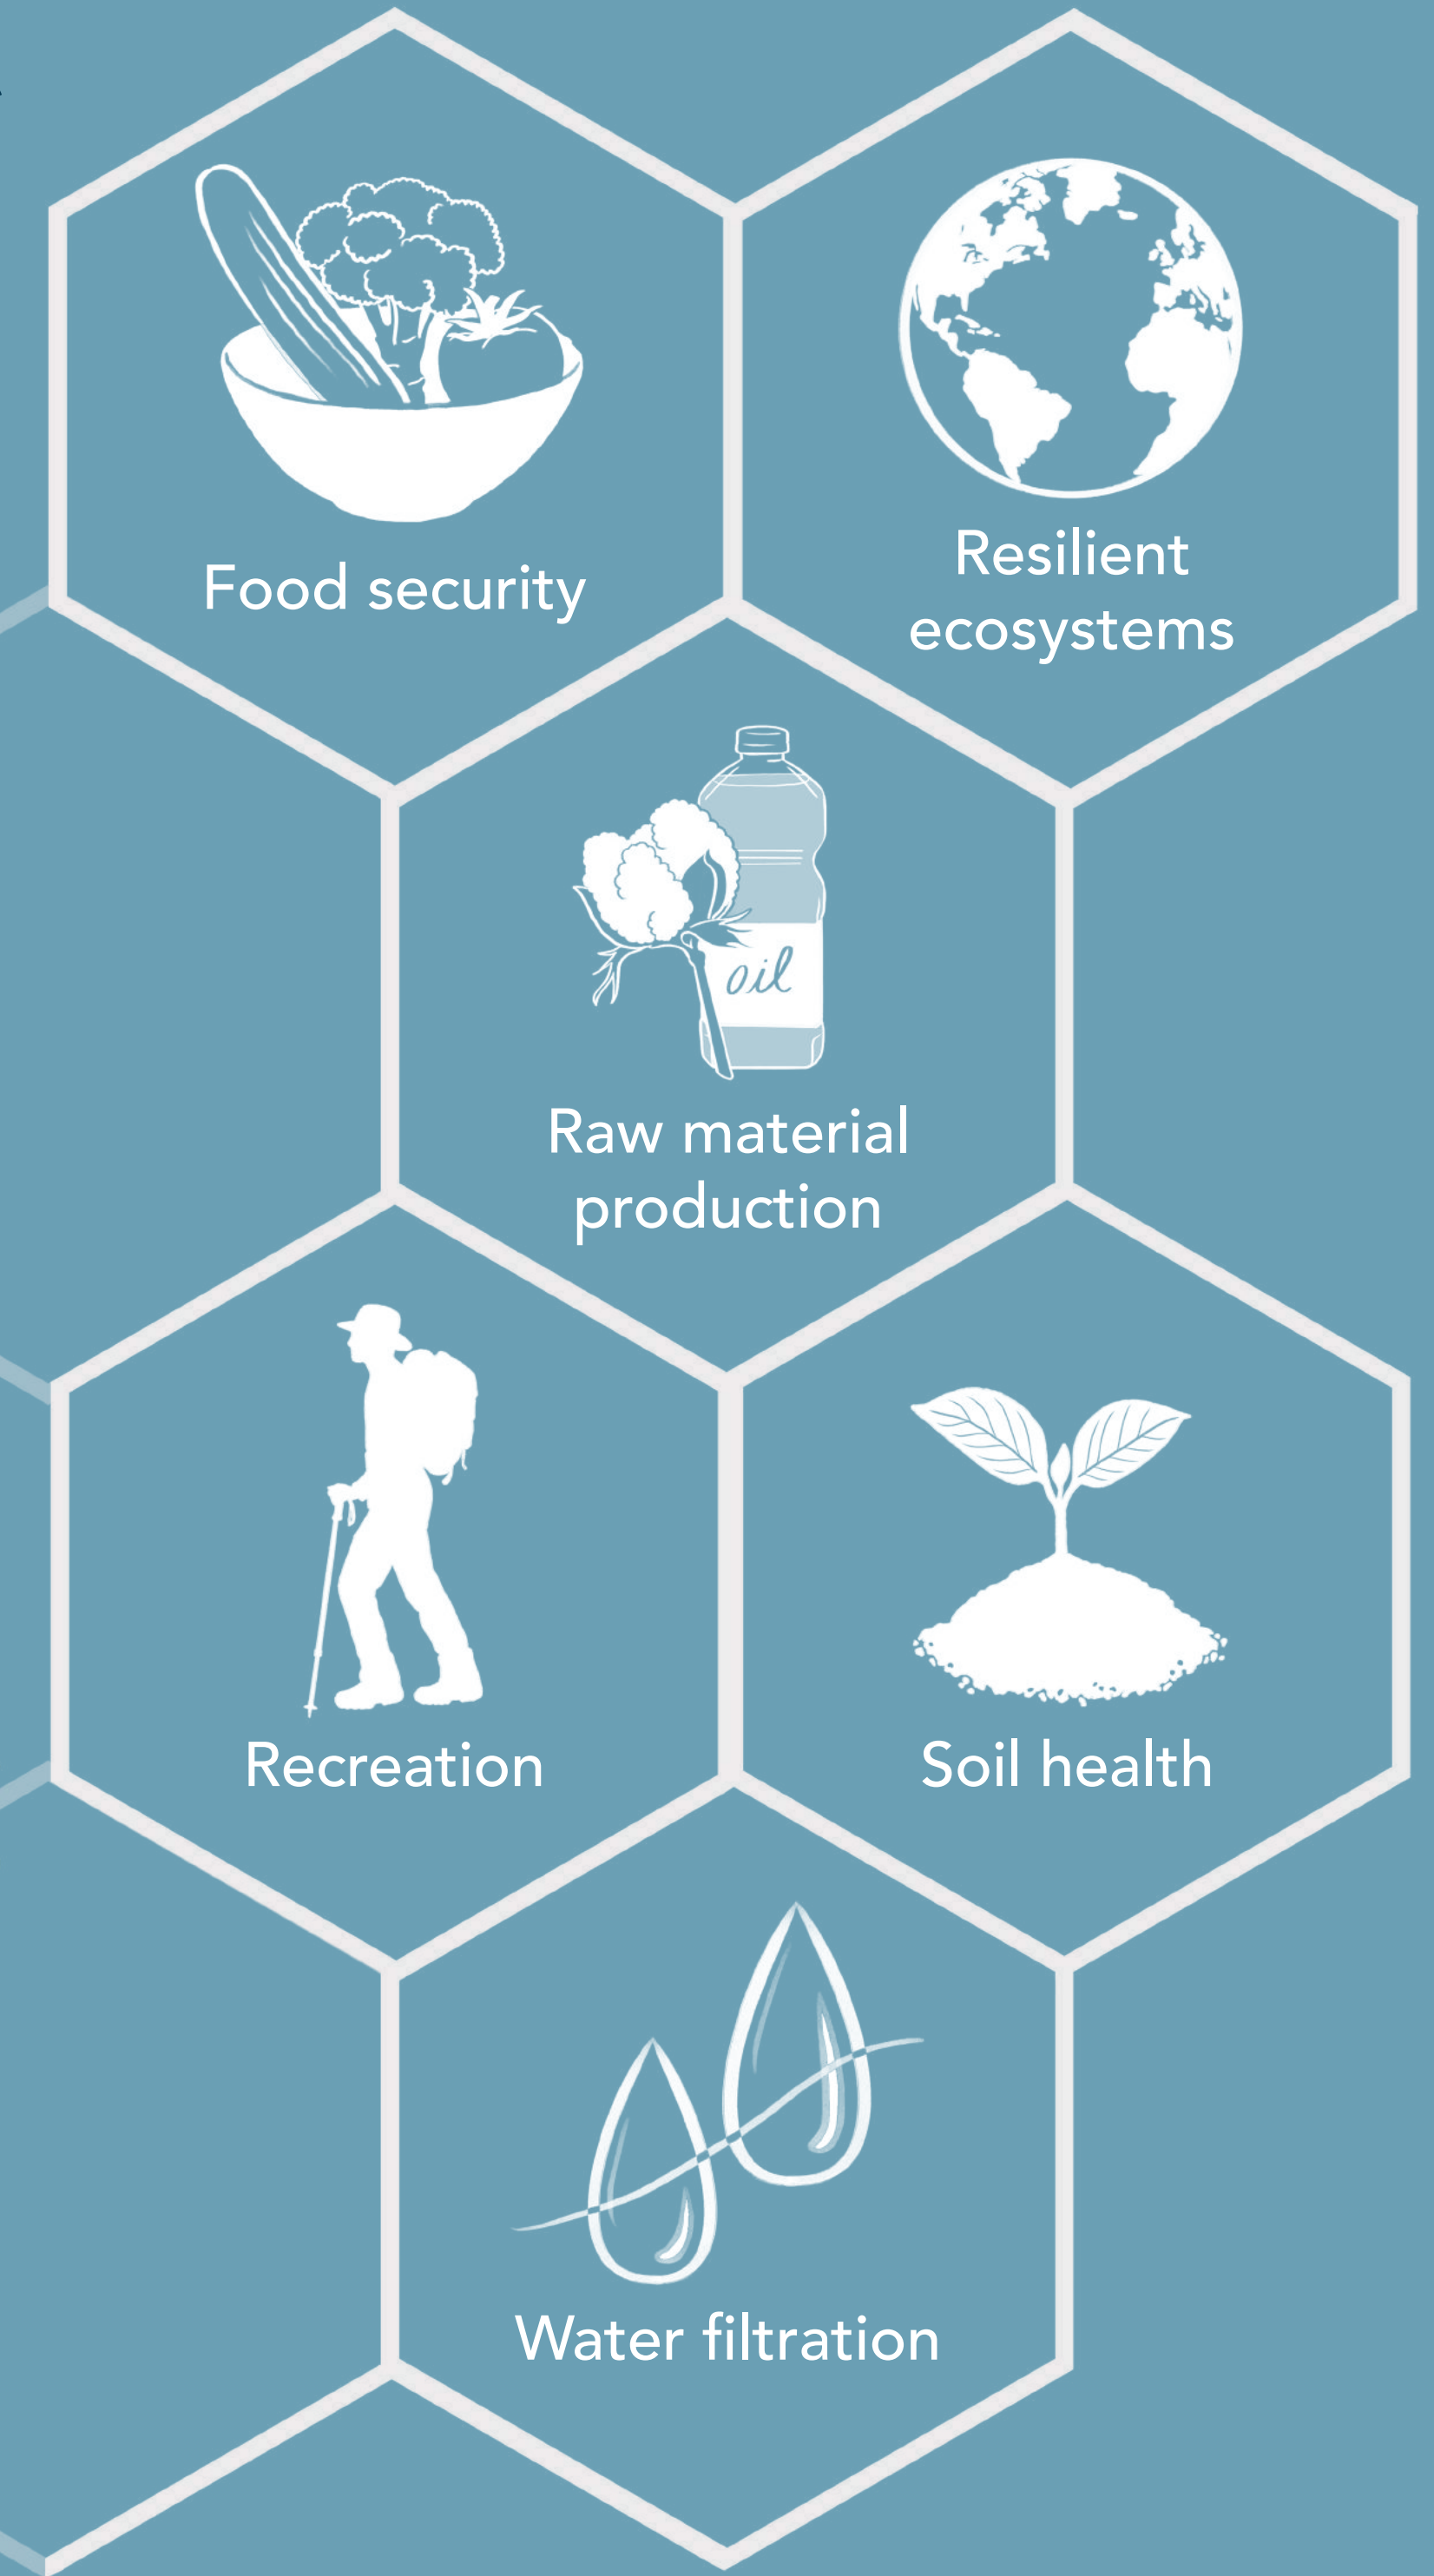 Food security
Resilient
ecosystems
oil
Raw material
production
Recreation
Soil health
Water filtration